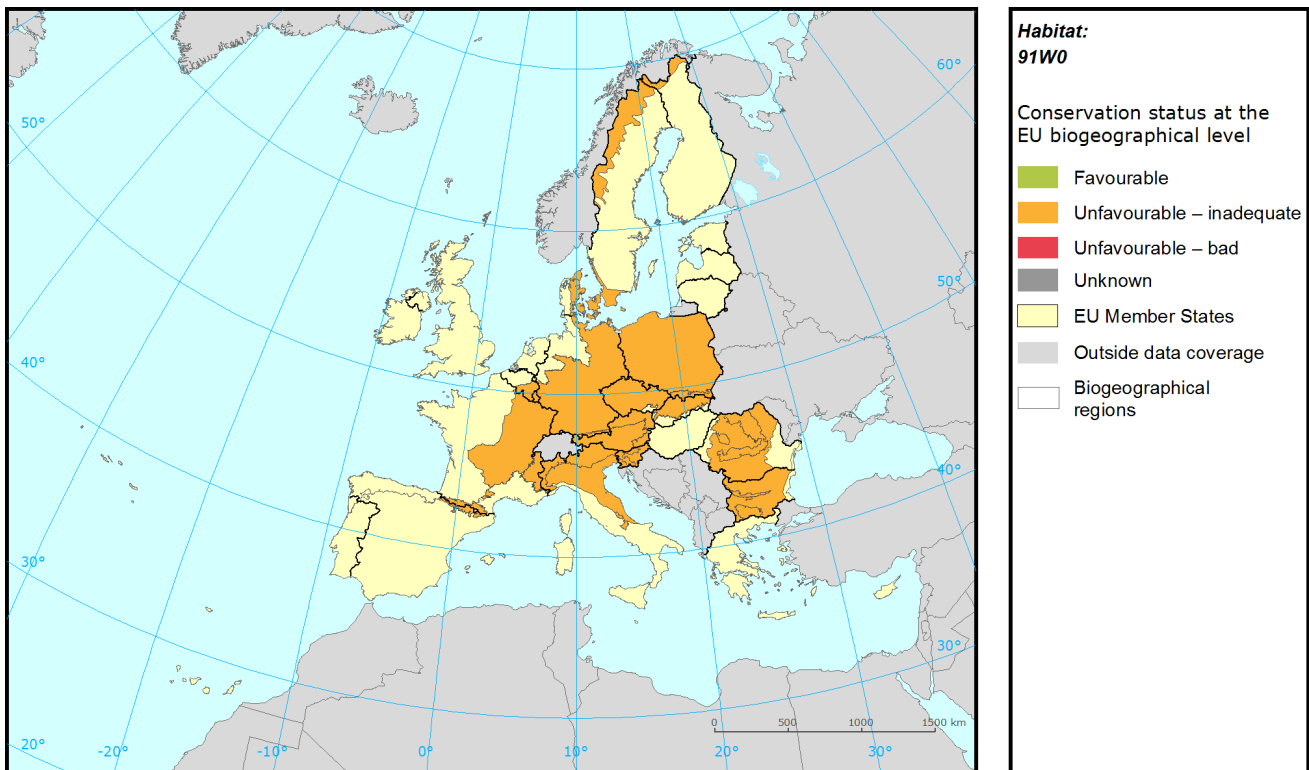 Habitat:
91W0
Conservation status at the
EU biogeographical level
Favourable
Unfavourable – inadequate
Unfavourable – bad
Unknown
EU Member States
Outside data coverage
Biogeographical
regions
60°
50°
50°
40°
40°
30°
30°
20°
-20°
-10°
0°
10°
20°
30°
0 500 1000 1500 km